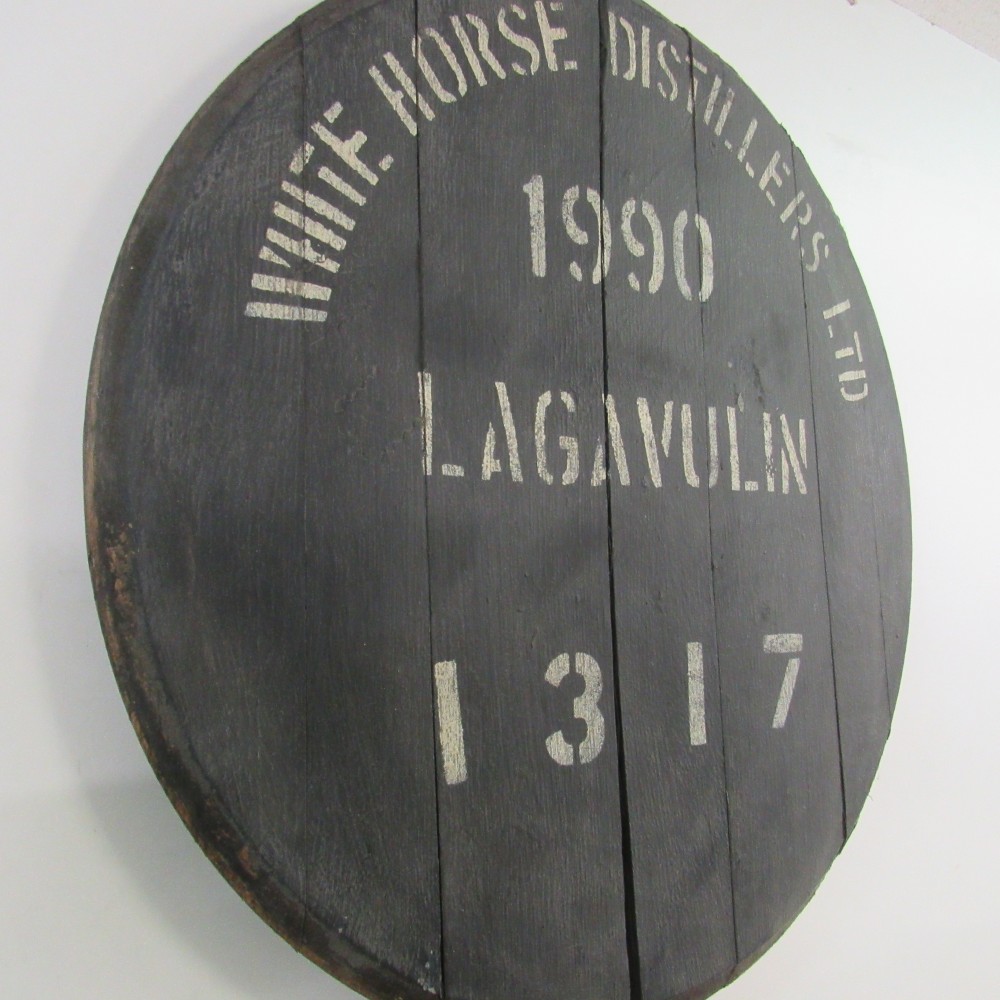 WHITE HORSE DISTILLERS LTD
1990
LAGAVULIN
1317